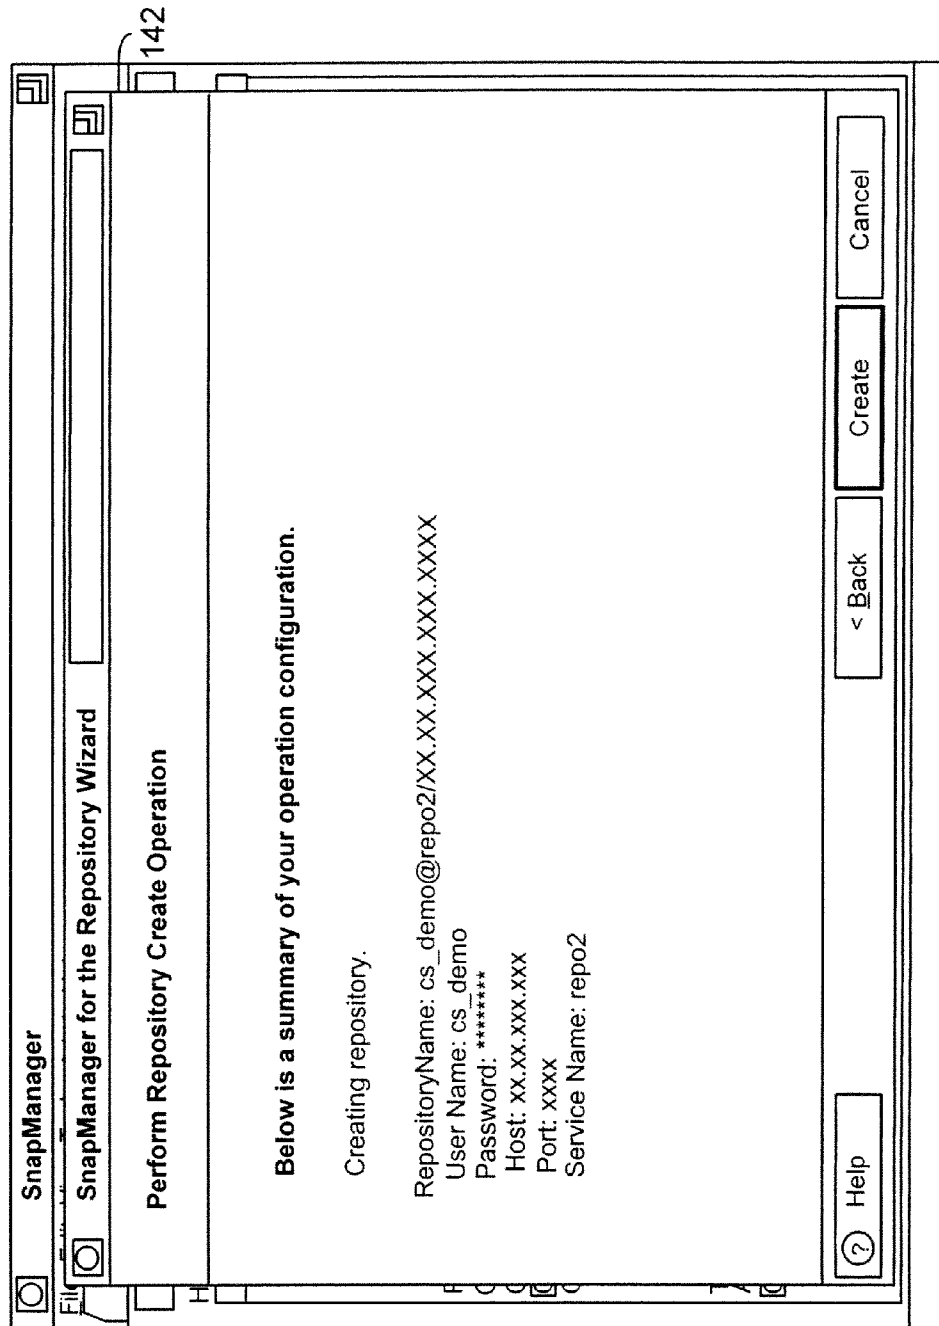 142
SnapManager
SnapManager for the Repository Wizard
Perform Repository Create Operation
Below is a summary of your operation configuration.
Creating repository.
RepositoryName: cs_demo@repo2/XX.XX.XXX.XXX.XXXX
User Name: cs_demo
Password: ********
Host: xx.xx.xxx.xxx
Port: xxxx
Service Name: repo2
? Help
< Back
Create
Cancel